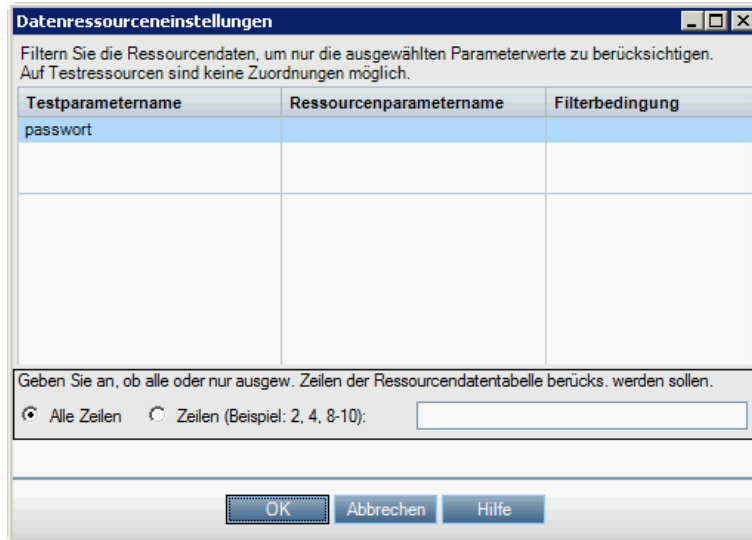 Datenressourceneinstellungen
Filtern Sie die Ressourcendaten, um nur die ausgewählten Parameterwerte zu berücksichtigen.
Auf Testressourcen sind keine Zuordnungen möglich.
Testparametername Ressourcenparametername Filterbedingung
passwort
Geben Sie an, ob alle oder nur ausgew. Zeilen der Ressourcendatentabelle berücks. werden sollen.
Alle Zeilen Zeilen (Beispiel: 2, 4, 8-10):
OK Abbrechen Hilfe